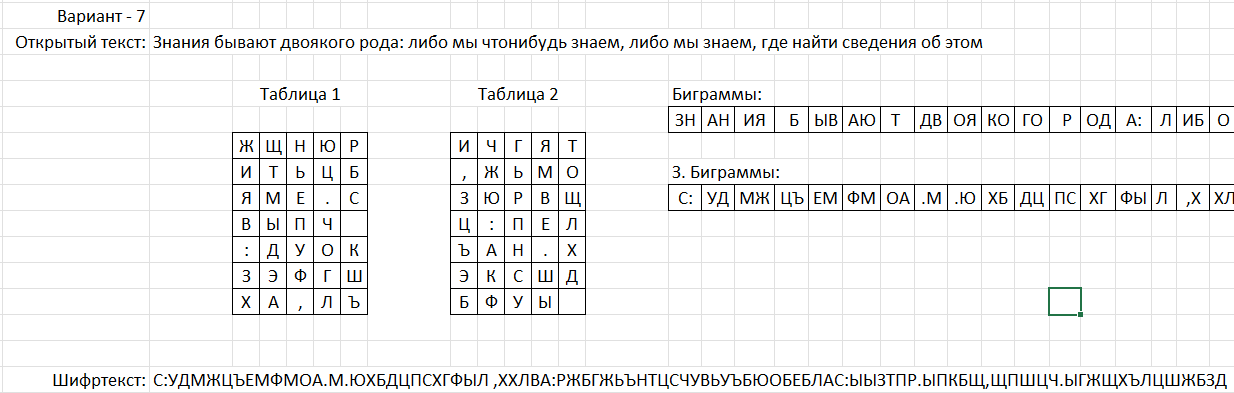 Вариант - 7
Открытый текст: Знания бывают двоякого рода: либо мы чтонибудь знаем, либо мы знаем, где найти сведения об этом
Таблица 1 Таблица 2 Биграммы:
ЗН АН ИЯ Б ЫВ АЮ Т ДВ ОЯ КО ГО Р ОД А: Л ИБ О
Ж Щ Н Ю Р И Ч Г Я Т
И Т Ь Ц Б , Ж Ь М О З. Биграммы:
Я М Е . С З Ю Р В Щ С: УД МЖ ЦЪ ЕМ ФМ ОА .М .Ю ХБ ДЦ ПС ХГ ФЫ Л ,Х ХЛ
В Ы П Ч Ц : П Е Л
: Д У О К Ъ А Н . Х
З Э Ф Г Ш Э К С Ш Д
Х А , Л Ъ Б Ф У Ы
Шифртекст: С:УДМЖЦЪЕМФМОА.М.ЮХБДЦПСХГФЫЛ ,ХХЛВА:РЖБГЖЬЪНТЦСЧУВЬУЪБЮОБЕБЛАС:ЫЫЗТПР.ЫПКБЩ,ЩПШЦЧ.ЫГЖЩХЪЛЦШЖБЗД